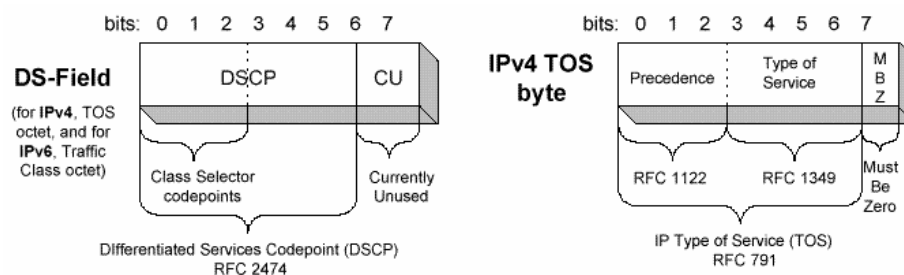 bits: 0 1 2 3 4 5 6 7
DS-Field
(for IPv4, TOS
octet, and for
IPv6, Traffic
Class octet)
DSCP
CU
Class Selector
codepoints
Currently
Unused
DIfferentiated Services Codepoint (DSCP)
RFC 2474
bits: 0 1 2 3 4 5 6 7
IPv4 TOS
byte
Precedence
Type of
Service
M
B
Z
RFC 1122
RFC 1349
Must
Be
Zero
IP Type of Service (TOS)
RFC 791